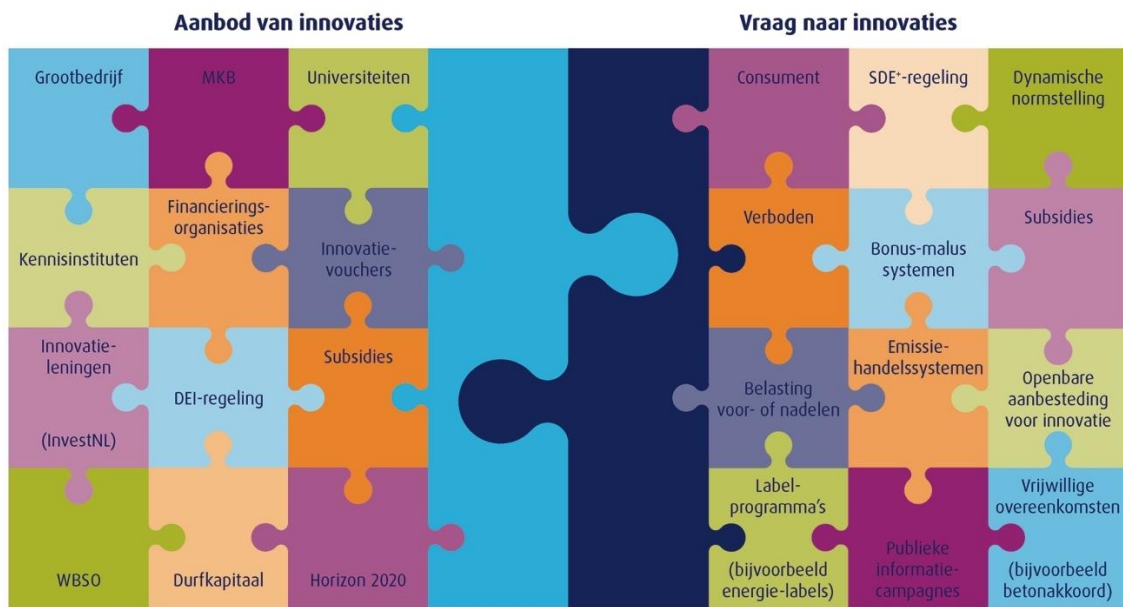 Aanbod van innovaties
Grootbedrijf
MKB
Universiteiten
Kennisinstituten
Financierings-
organisaties
Innovatie-
vouchers
Innovatie-
leningen
(InvestNL)
DEI-regeling
Subsidies
WBSO
Durfkapitaal
Horizon 2020
Vraag naar innovaties
Consument
SDE⁺-regeling
Dynamische
normstelling
Verboden
Bonus-malus
systemen
Subsidies
Belasting
voor- of nadelen
Emissie-
handelssystemen
Openbare
aanbesteding
voor innovatie
Label-
programma’s
(bijvoorbeeld
energie-labels)
Publieke
informatie-
campagnes
Vrijwillige
overeenkomsten
(bijvoorbeeld
betonakkoord)